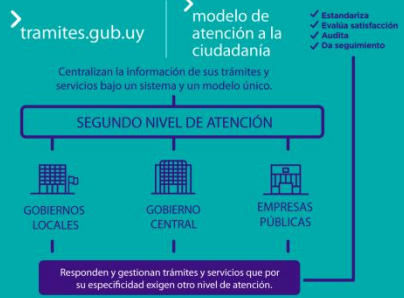 tramites.gub.uy
modelo de
atención a la
ciudadanía
Estandariza
Evalúa satisfacción
Audita
Da seguimiento
Centralizan la información de sus trámites y
servicios bajo un sistema y un modelo único.
SEGUNDO NIVEL DE ATENCIÓN
GOBIERNOS
LOCALES
GOBIERNO
CENTRAL
EMPRESAS
PÚBLICAS
Responden y gestionan trámites y servicios que por
su especificidad exigen otro nivel de atención.